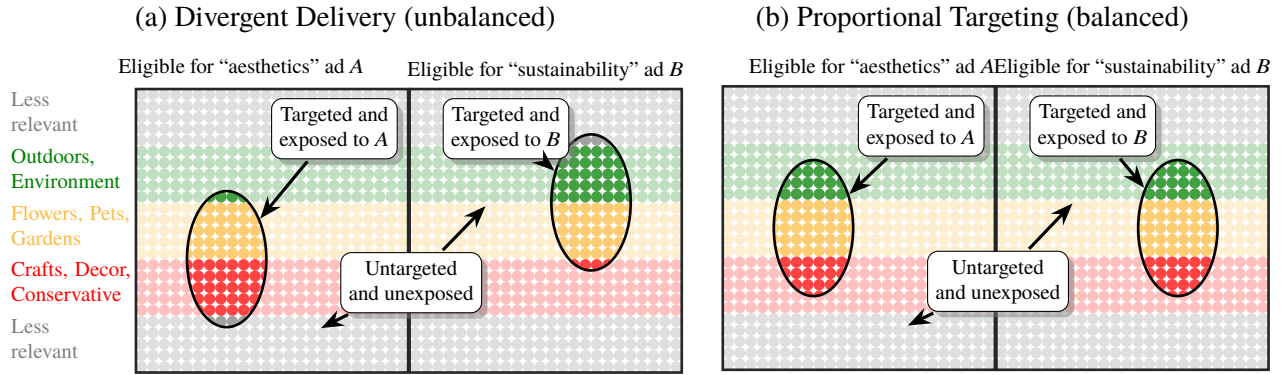 (a) Divergent Delivery (unbalanced)
(b) Proportional Targeting (balanced)
Eligible for “aesthetics” ad A
Eligible for “sustainability” ad B
Eligible for “aesthetics” ad A
Eligible for “sustainability” ad B
Less
relevant
Outdoors,
Environment
Flowers, Pets,
Gardens
Crafts, Decor,
Conservative
Less
relevant
Targeted and
exposed to A
Targeted and
exposed to B
Untargeted
and unexposed
Targeted and
exposed to A
Targeted and
exposed to B
Untargeted
and unexposed